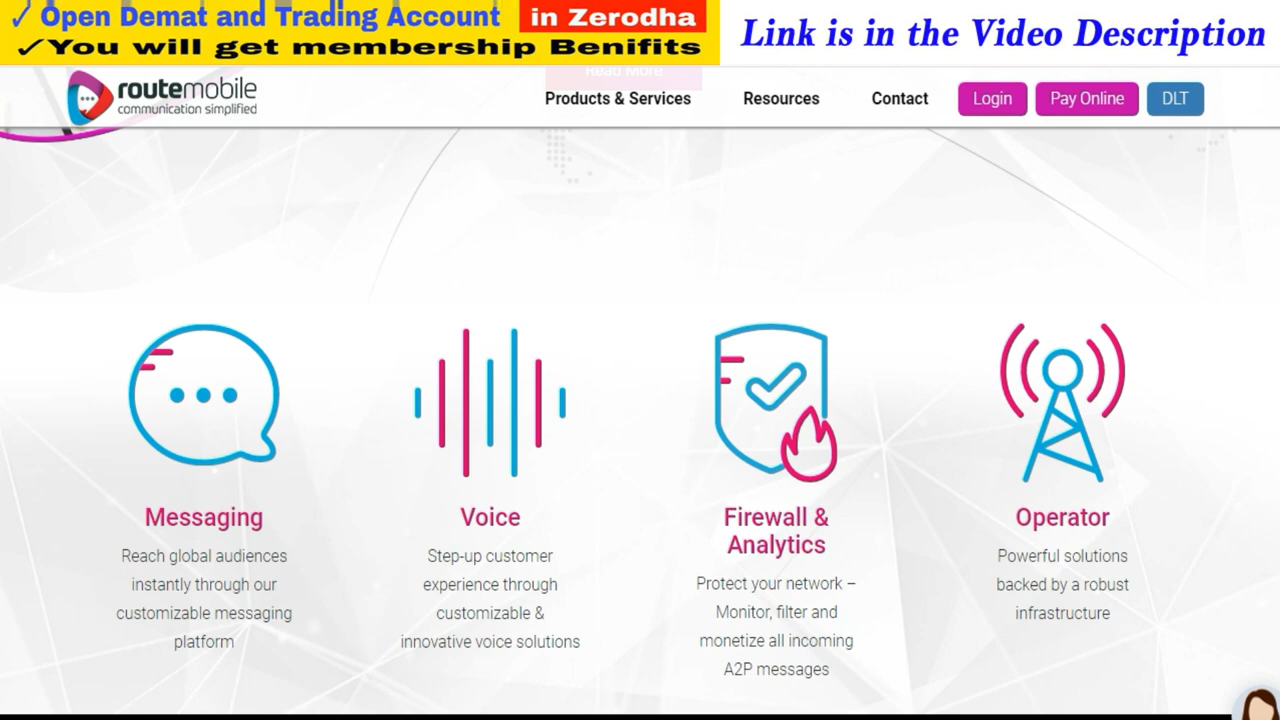 ✓ Open Demat and Trading Account in Zerodha
✓You will get membership Benifits
Link is in the Video Description
Read More
routemobile
communication simplified
Products & Services
Resources
Contact
Login
Pay Online
DLT
Messaging
Reach global audiences
instantly through our
customizable messaging
platform
Voice
Step-up customer
experience through
customizable &
innovative voice solutions
Firewall &
Analytics
Protect your network –
Monitor, filter and
monetize all incoming
A2P messages
Operator
Powerful solutions
backed by a robust
infrastructure